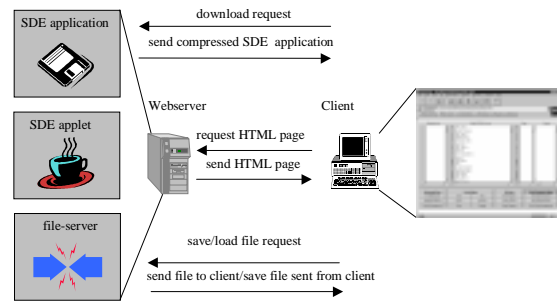 SDE application
download request
send compressed SDE application
Webserver
Client
SDE applet
request HTML page
send HTML page
file-server
save/load file request
send file to client/save file sent from client